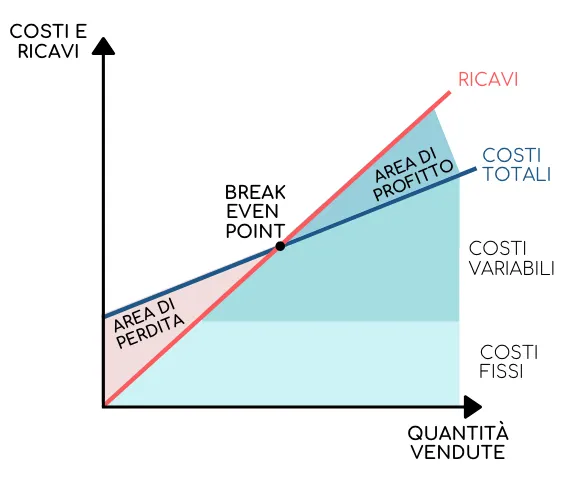 COSTI E
RICAVI
RICAVI
COSTI
TOTALI
AREA DI
PROFITTO
BREAK
EVEN
POINT
COSTI
VARIABILI
AREA DI
PERDITA
COSTI
FISSI
QUANTITÀ
VENDUTE